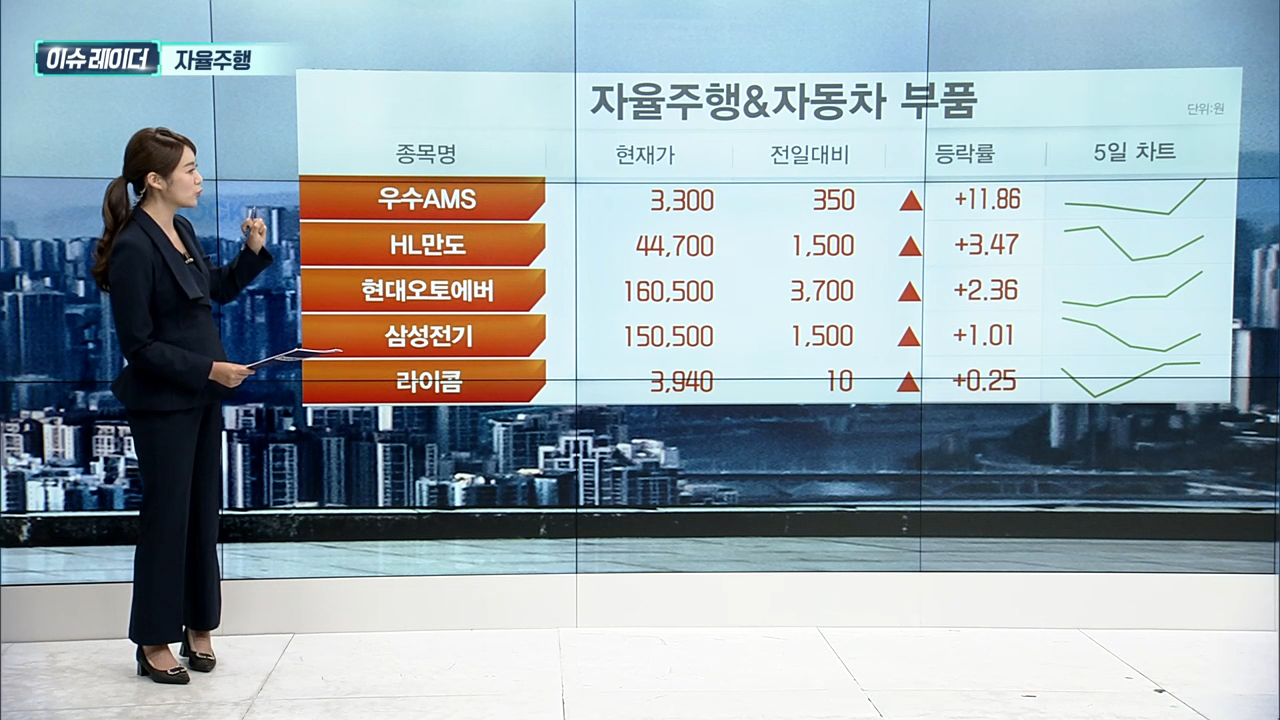 이슈레이더 자율주행
자율주행&자동차 부품
단위:원
종목명 현재가 전일대비 등락률 5일 차트
우수AMS 3,300 350 ▲ +11.86
HL만도 44,700 1,500 ▲ +3.47
현대오토에버 160,500 3,700 ▲ +2.36
삼성전기 150,500 1,500 ▲ +1.01
라이콤 3,940 10 ▲ +0.25